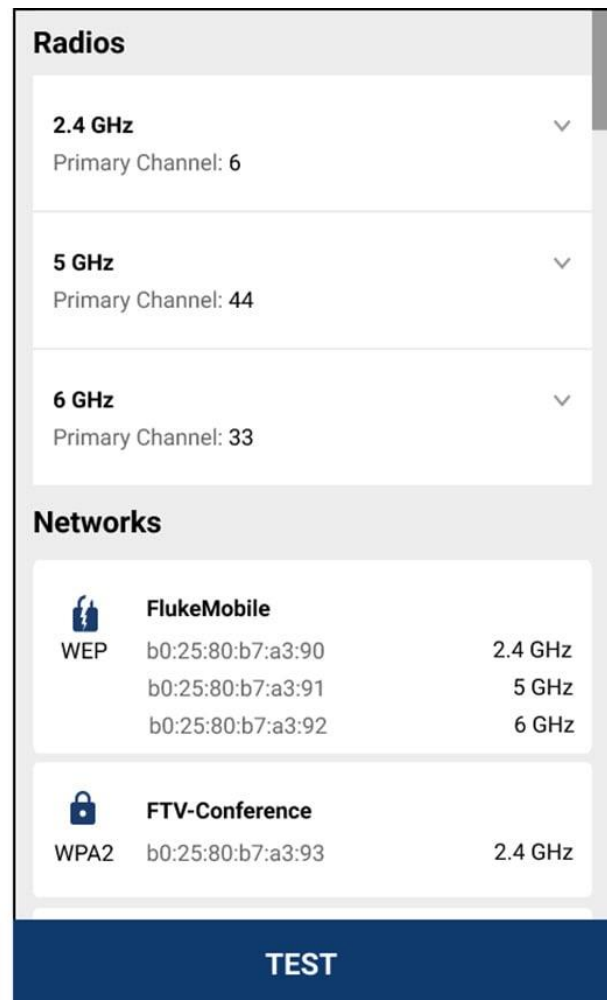 Radios
2.4 GHz
Primary Channel: 6
5 GHz
Primary Channel: 44
6 GHz
Primary Channel: 33
Networks
FlukeMobile
WEP b0:25:80:b7:a3:90 2.4 GHz
b0:25:80:b7:a3:91 5 GHz
b0:25:80:b7:a3:92 6 GHz
FTV-Conference
WPA2 b0:25:80:b7:a3:93 2.4 GHz
TEST